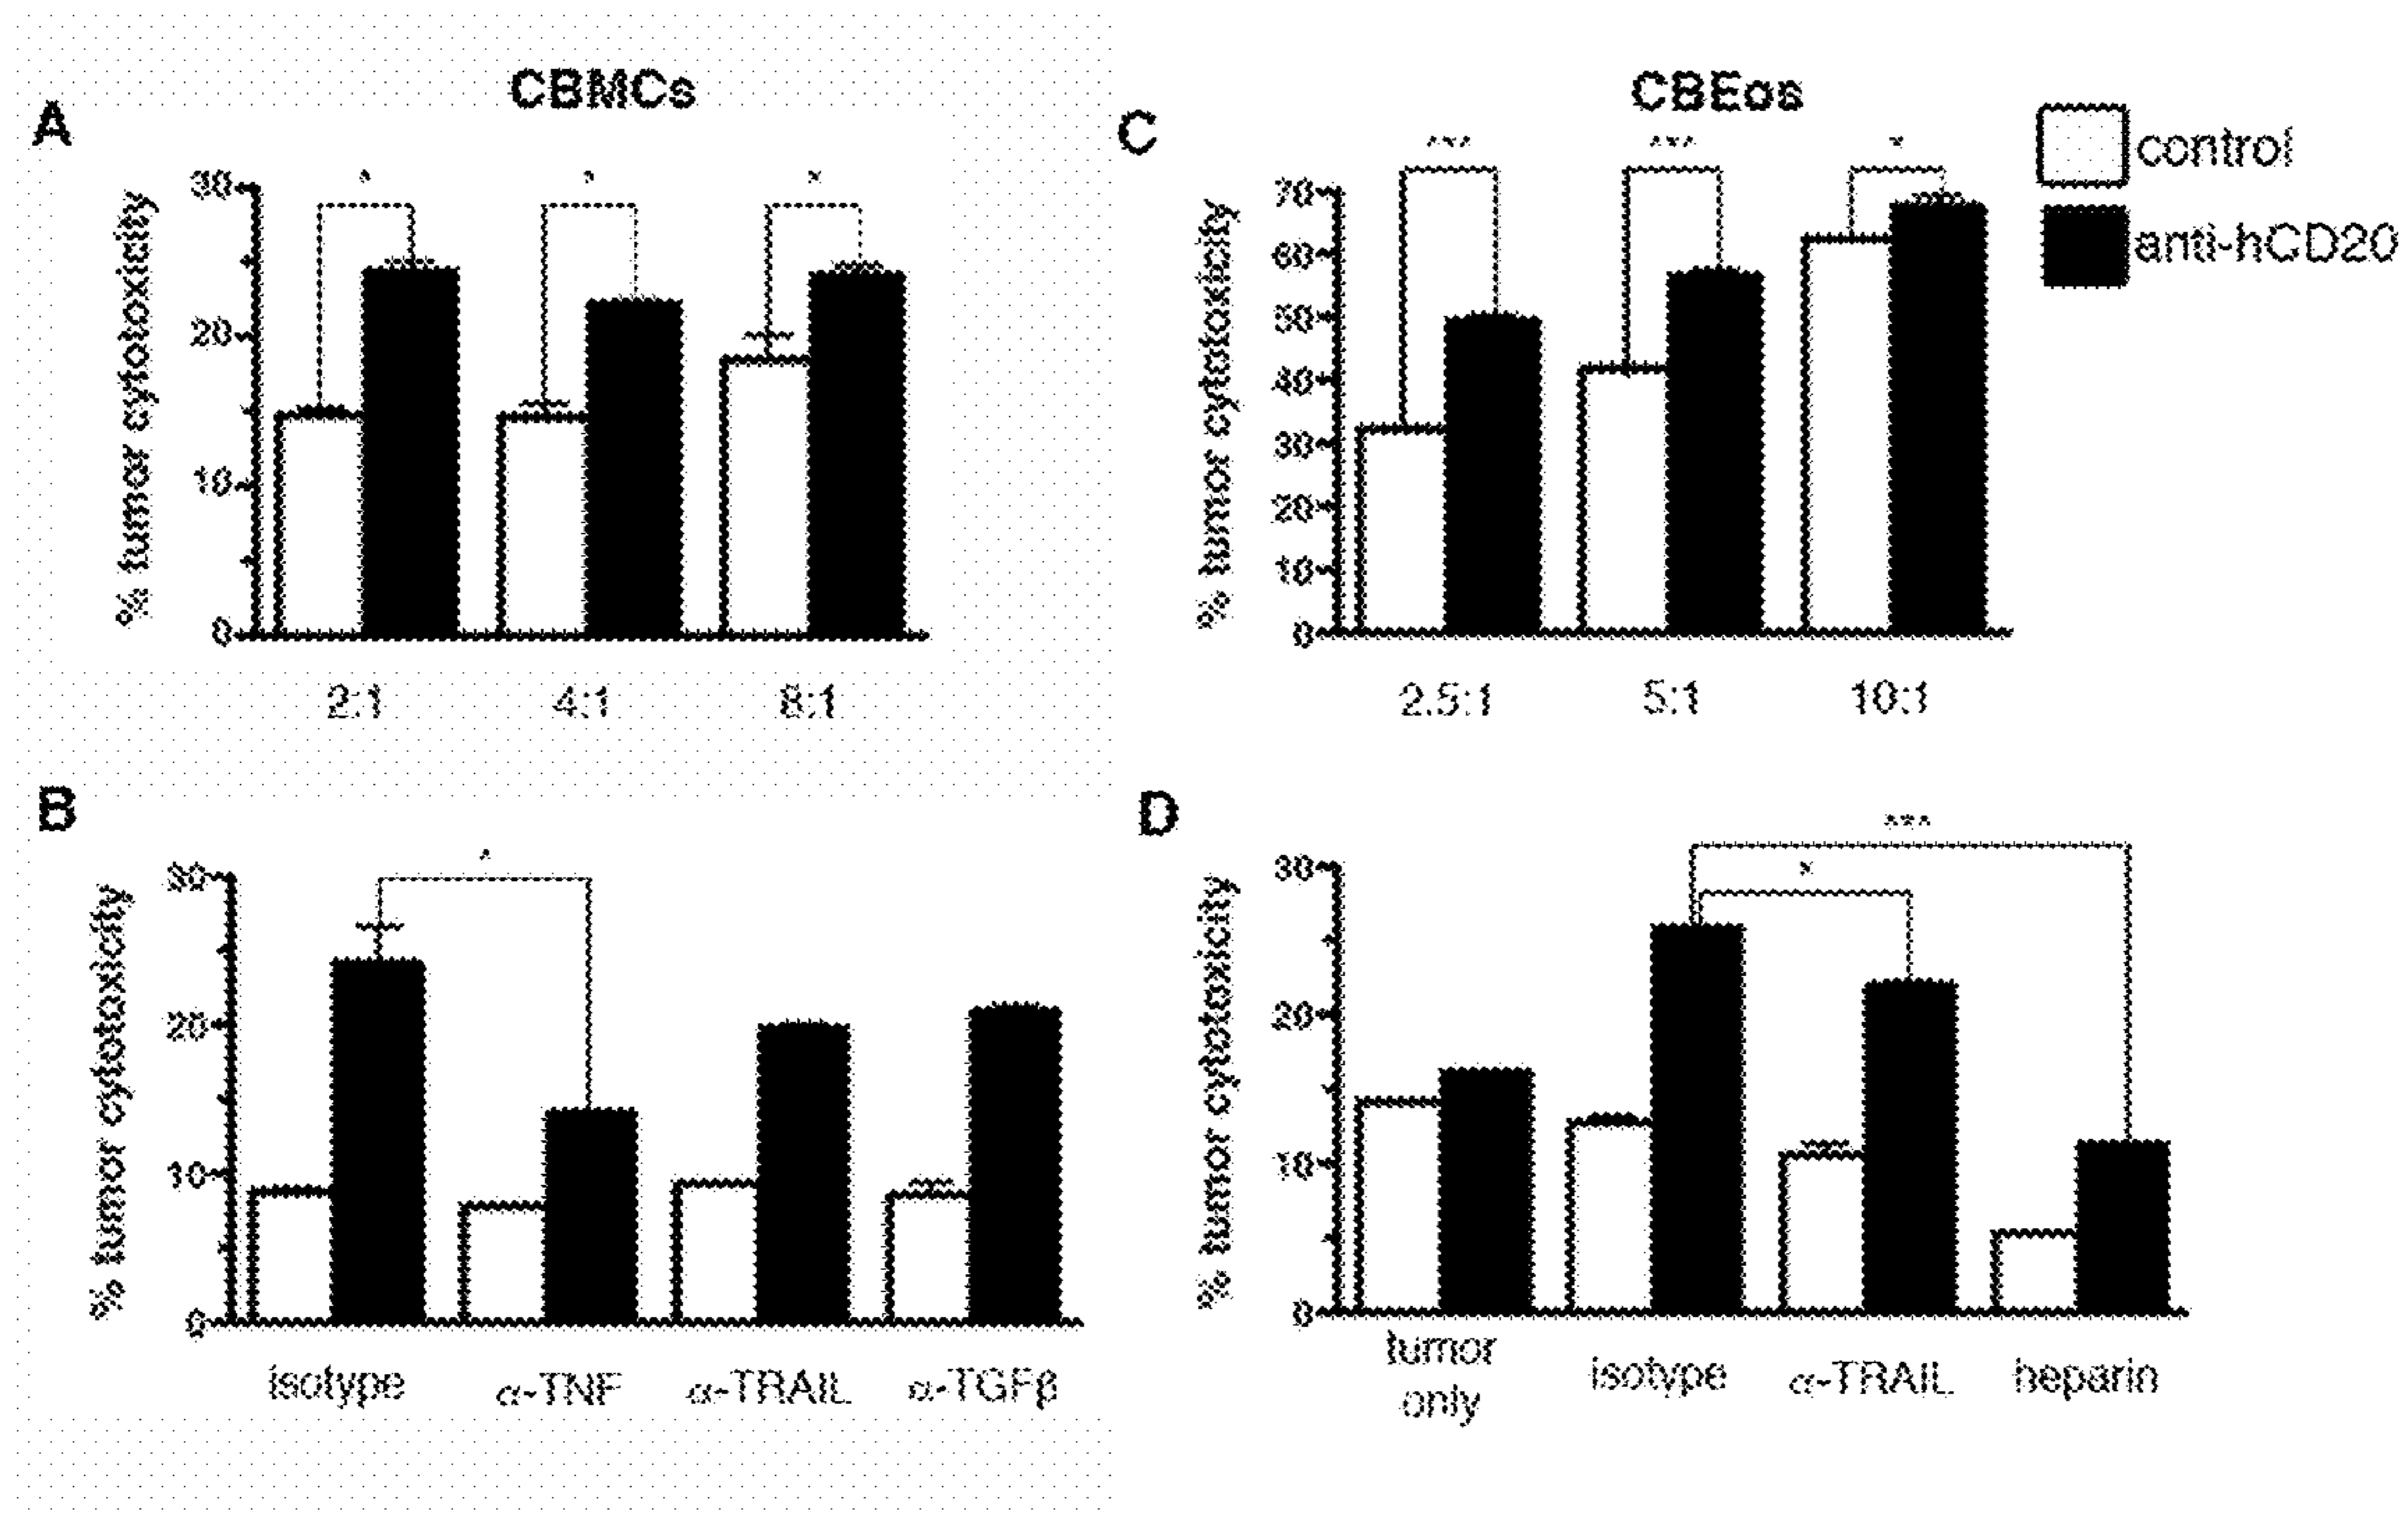 CBMCs
A
% tumor cytotoxicity
30
20
10
0
*
*
*
2:1
4:1
8:1
B
% tumor cytotoxicity
30
20
10
0
*
isotype
α-TNF
α-TRAIL
α-TGFβ
CBEos
C
control
anti-hCD20
% tumor cytotoxicity
70
60
50
40
30
20
10
0
***
***
*
2.5:1
5:1
10:1
D
% tumor cytotoxicity
30
20
10
0
***
*
tumor
only
isotype
α-TRAIL
heparin